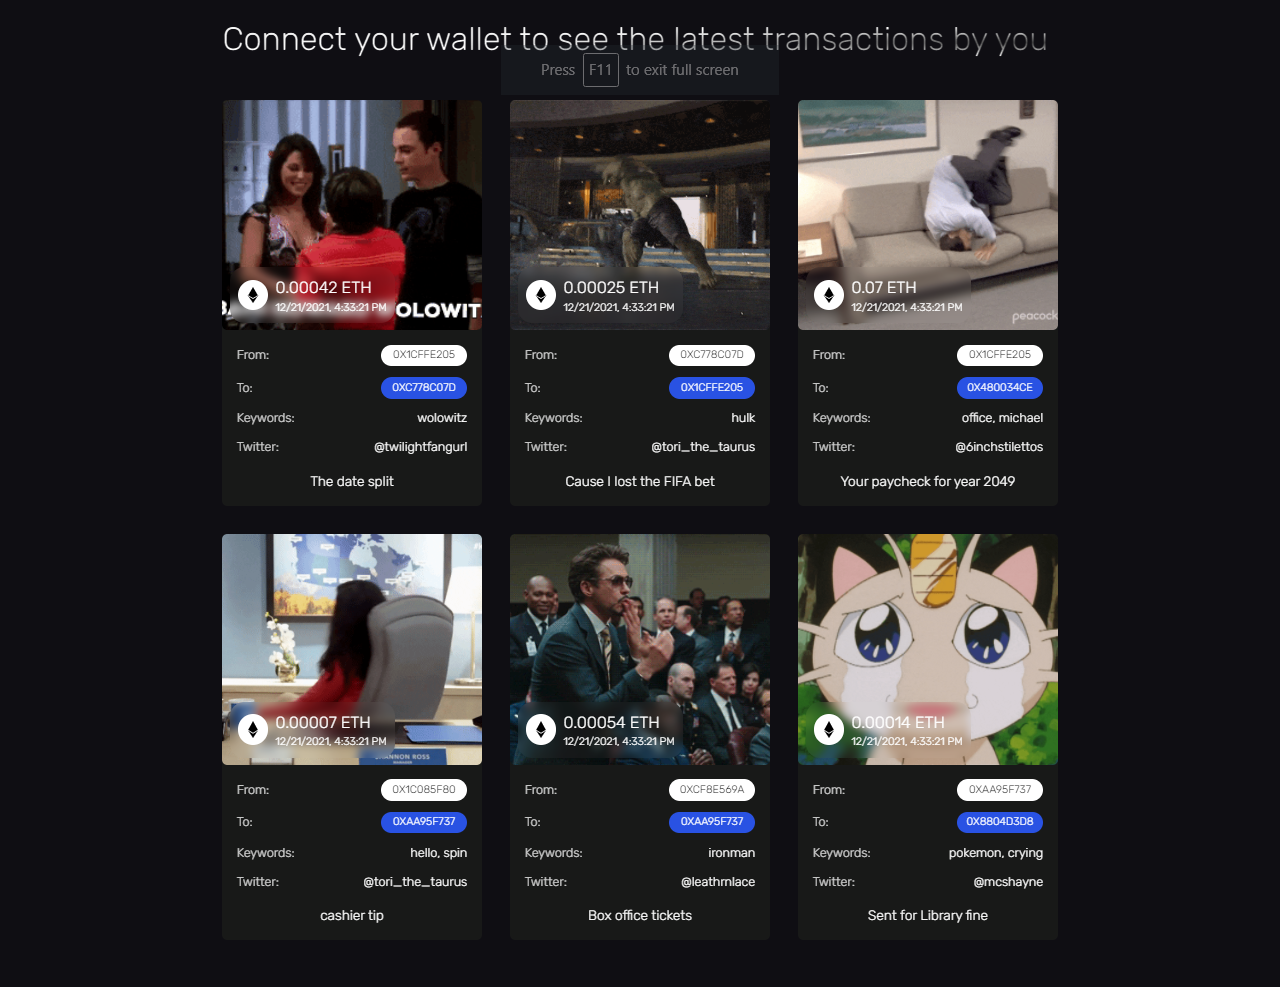 Connect your wallet to see the latest transactions by you
Press F11 to exit full screen
0.00042 ETH
12/21/2021, 4:33:21 PM
OLOWIT
From: 0X1CFFE205
To: 0XC778C07D
Keywords: wolowitz
Twitter: @twilightfangurl
The date split
0.00025 ETH
12/21/2021, 4:33:21 PM
From: 0XC778C07D
To: 0X1CFFE205
Keywords: hulk
Twitter: @tori_the_taurus
Cause I lost the FIFA bet
0.07 ETH
12/21/2021, 4:33:21 PM
peacock
From: 0X1CFFE205
To: 0X480034CE
Keywords: office, michael
Twitter: @6inchstilettos
Your paycheck for year 2049
0.00007 ETH
12/21/2021, 4:33:21 PM
SHANNON ROSS
From: 0X1C085F80
To: 0XAA95F737
Keywords: hello, spin
Twitter: @tori_the_taurus
cashier tip
0.00054 ETH
12/21/2021, 4:33:21 PM
From: 0XCF8E569A
To: 0XAA95F737
Keywords: ironman
Twitter: @leathrnlace
Box office tickets
0.00014 ETH
12/21/2021, 4:33:21 PM
From: 0XAA95F737
To: 0X8804D3D8
Keywords: pokemon, crying
Twitter: @mcshayne
Sent for Library fine